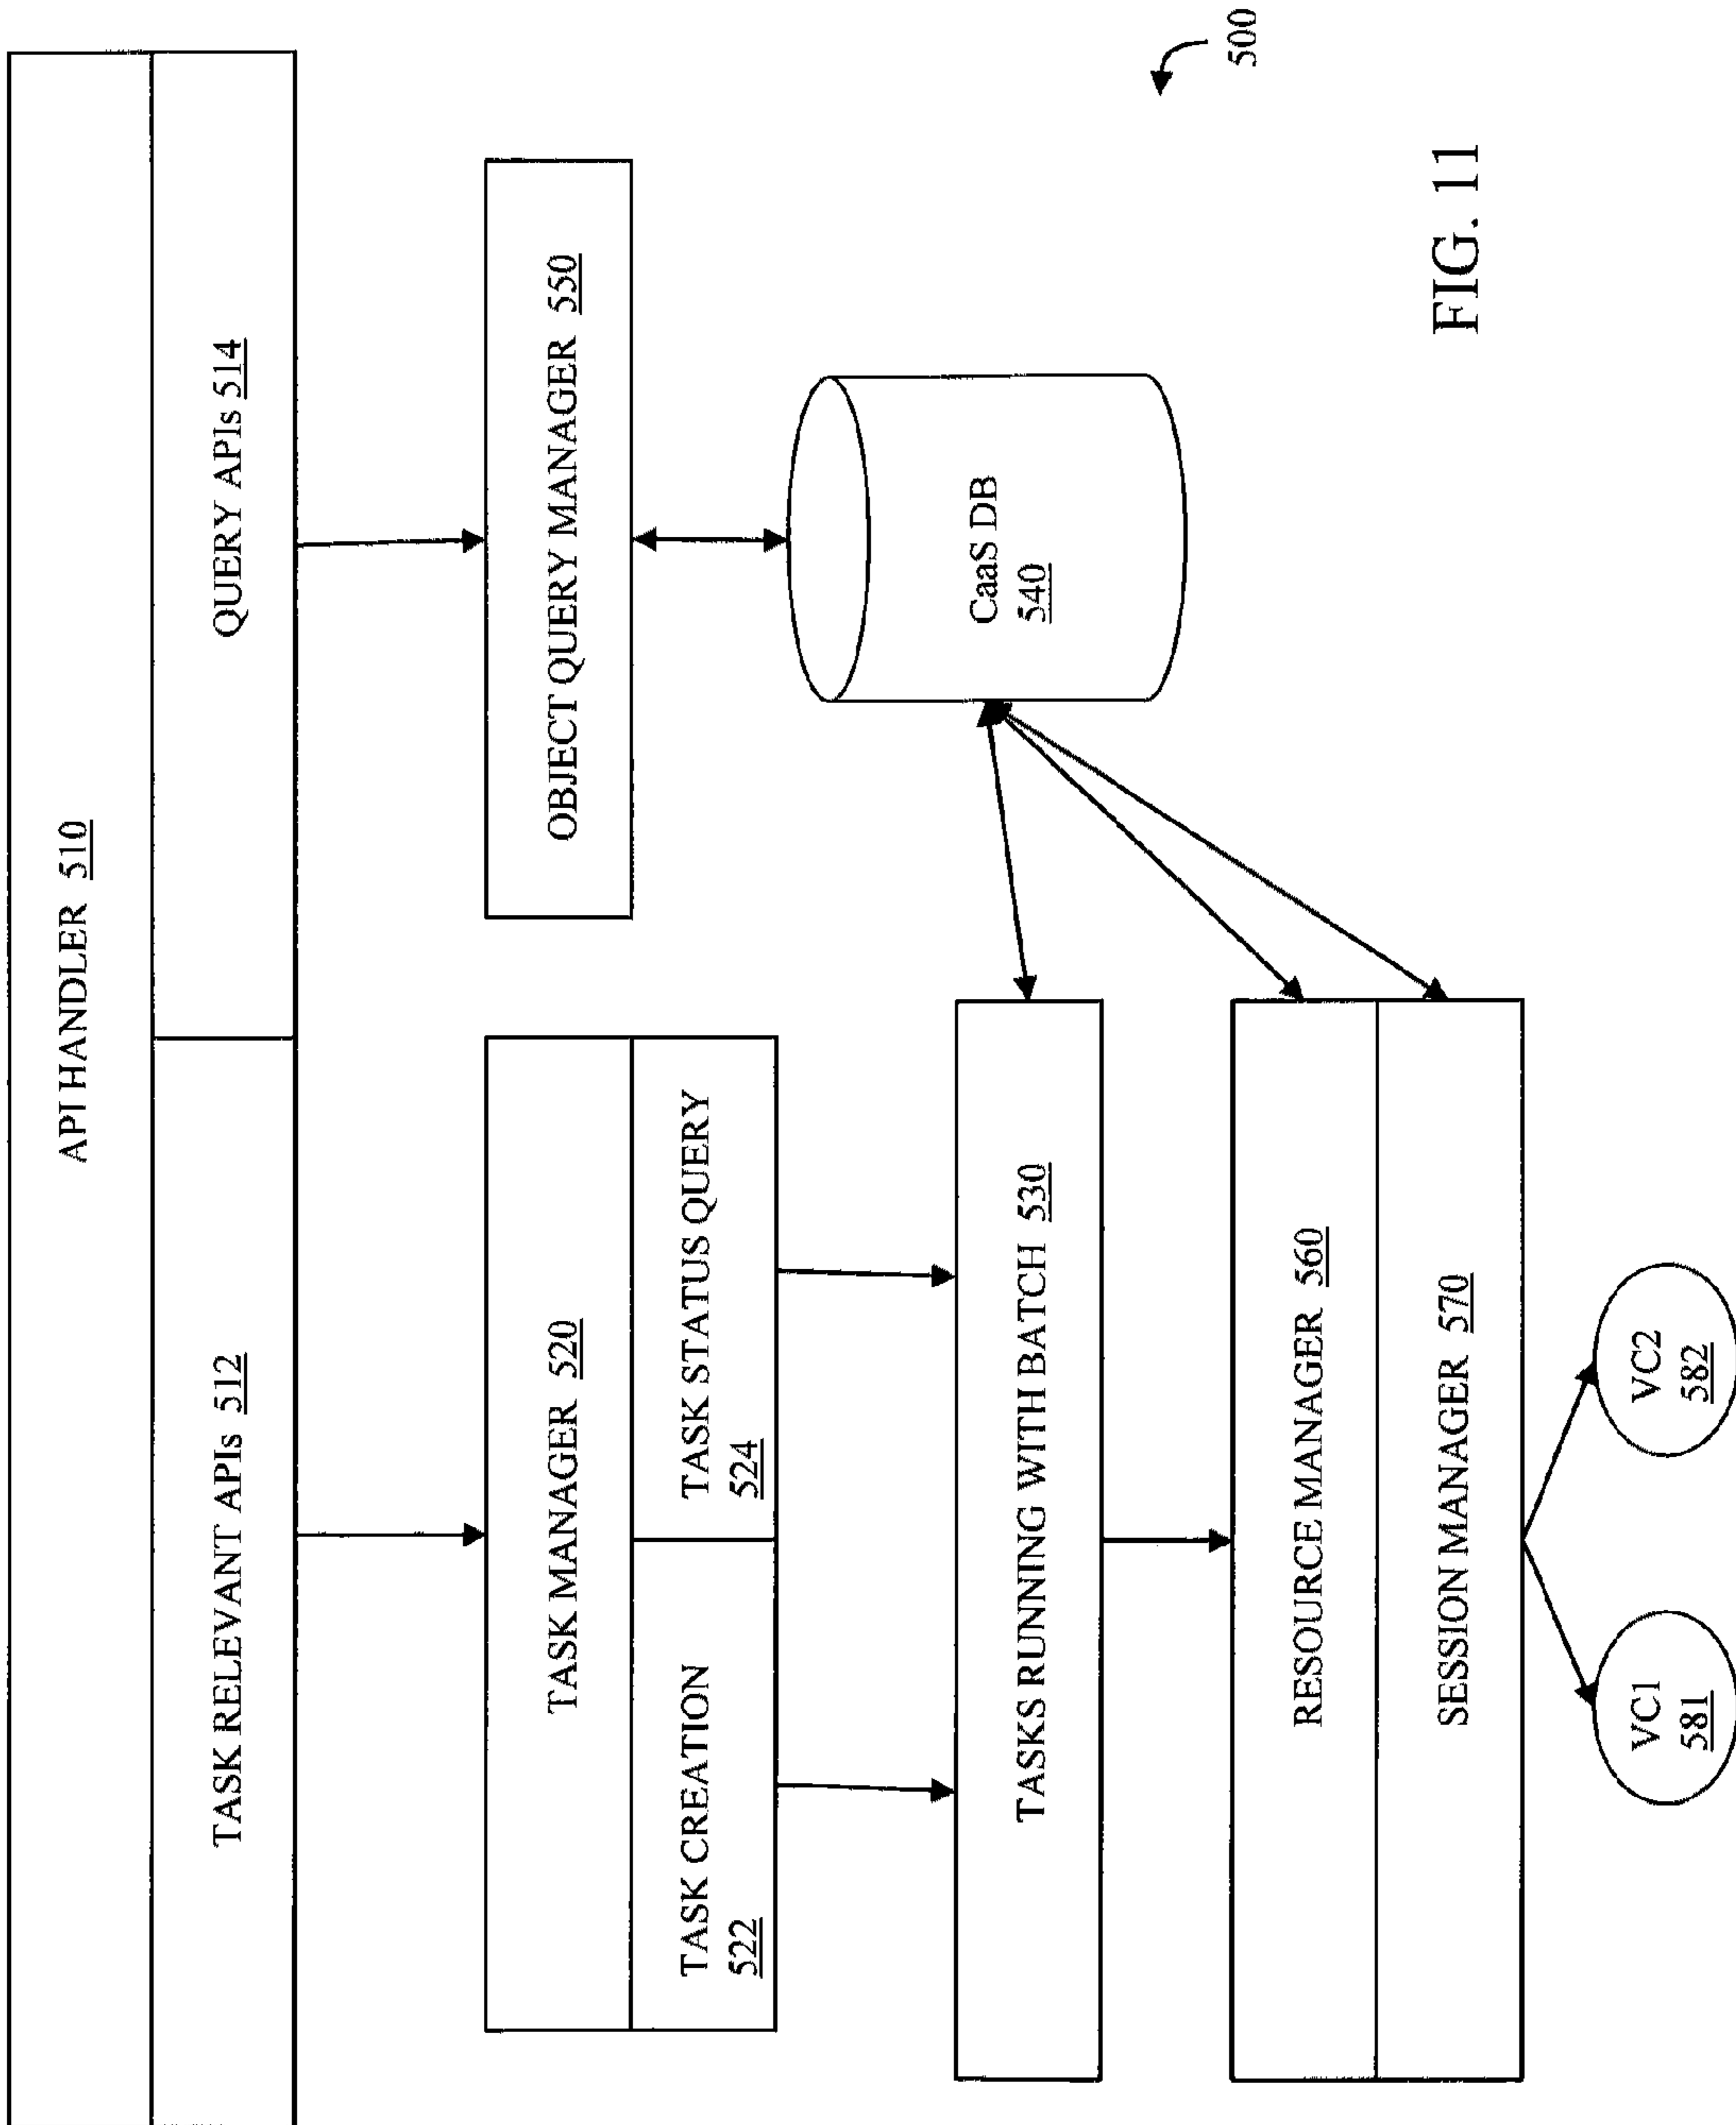 API HANDLER 510
TASK RELEVANT APIs 512
QUERY APIs 514
TASK MANAGER 520
OBJECT QUERY MANAGER 550
TASK CREATION
522
TASK STATUS QUERY
524
TASKS RUNNING WITH BATCH 530
CaaS DB
540
RESOURCE MANAGER 560
SESSION MANAGER 570
VC1
581
VC2
582
500
FIG. 11